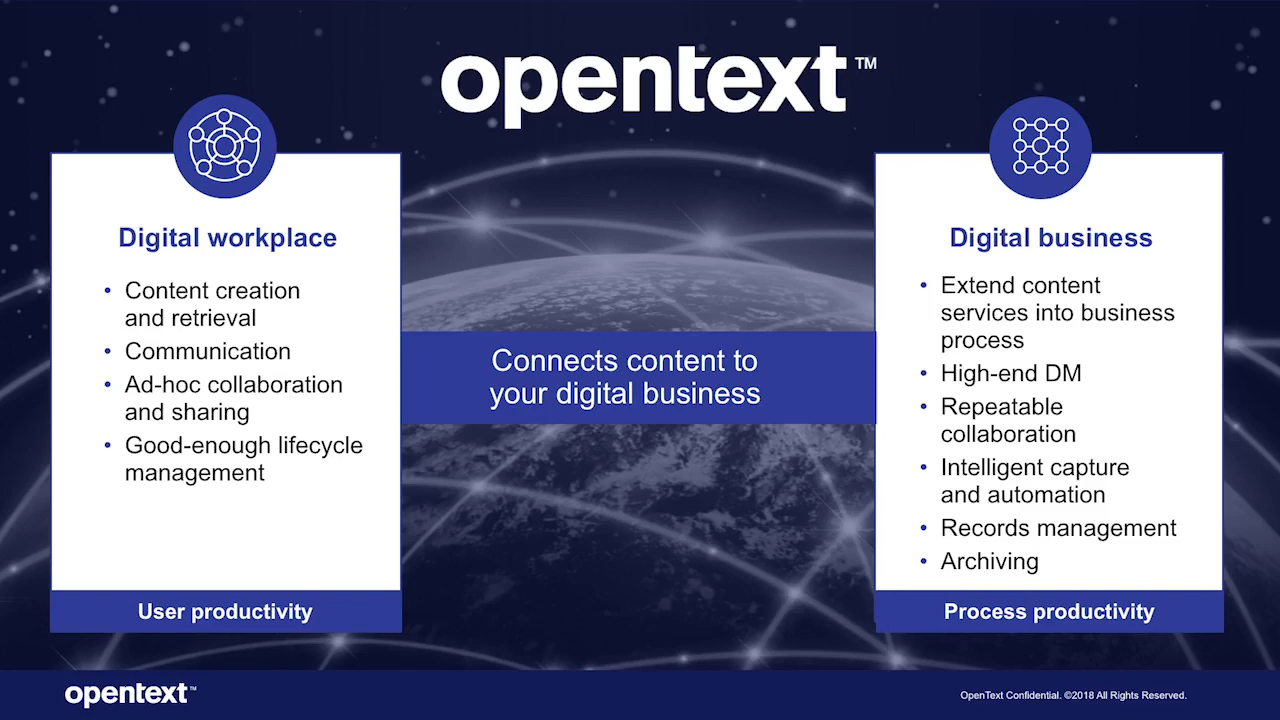 opentext™
Digital workplace
• Content creation
and retrieval
• Communication
• Ad-hoc collaboration
and sharing
• Good-enough lifecycle
management
User productivity
Connects content to
your digital business
Digital business
• Extend content
services into business
process
• High-end DM
• Repeatable
collaboration
• Intelligent capture
and automation
• Records management
• Archiving
Process productivity
opentext™
OpenText Confidential. ©2018 All Rights Reserved.